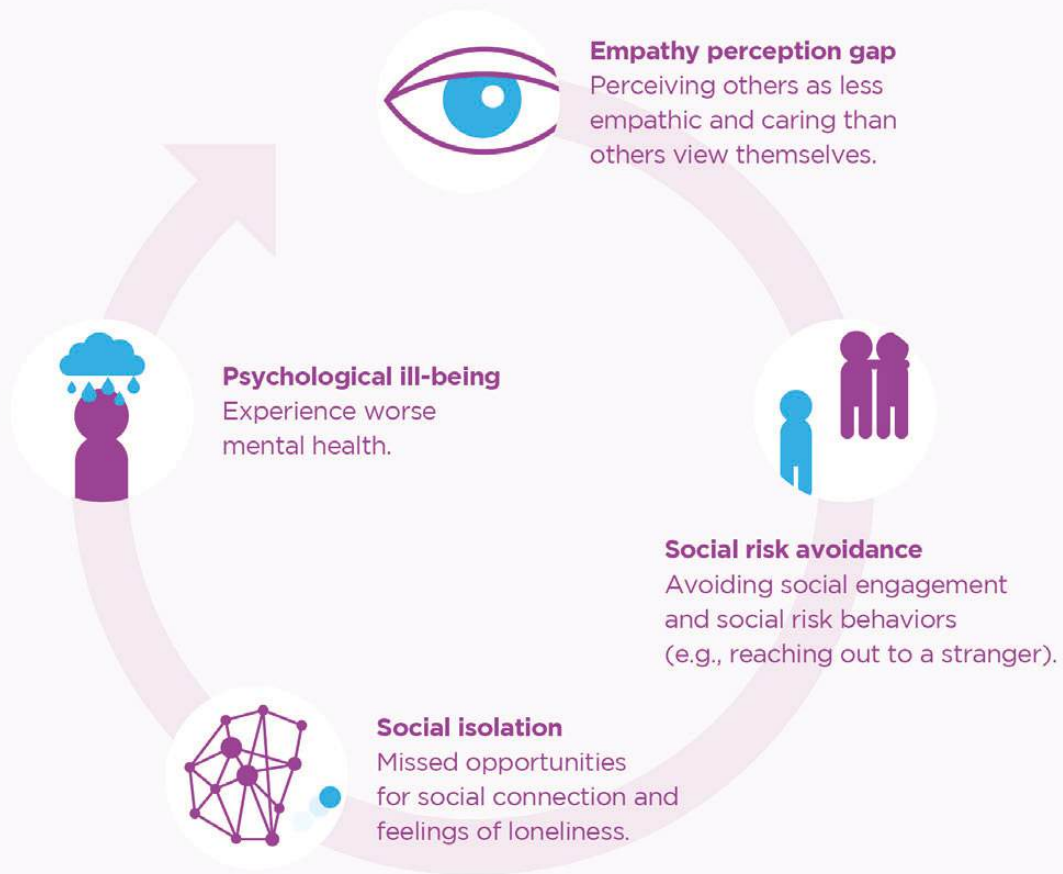 Empathy perception gap
Perceiving others as less
empathic and caring than
others view themselves.
Social risk avoidance
Avoiding social engagement
and social risk behaviors
(e.g., reaching out to a stranger).
Social isolation
Missed opportunities
for social connection and
feelings of loneliness.
Psychological ill-being
Experience worse
mental health.